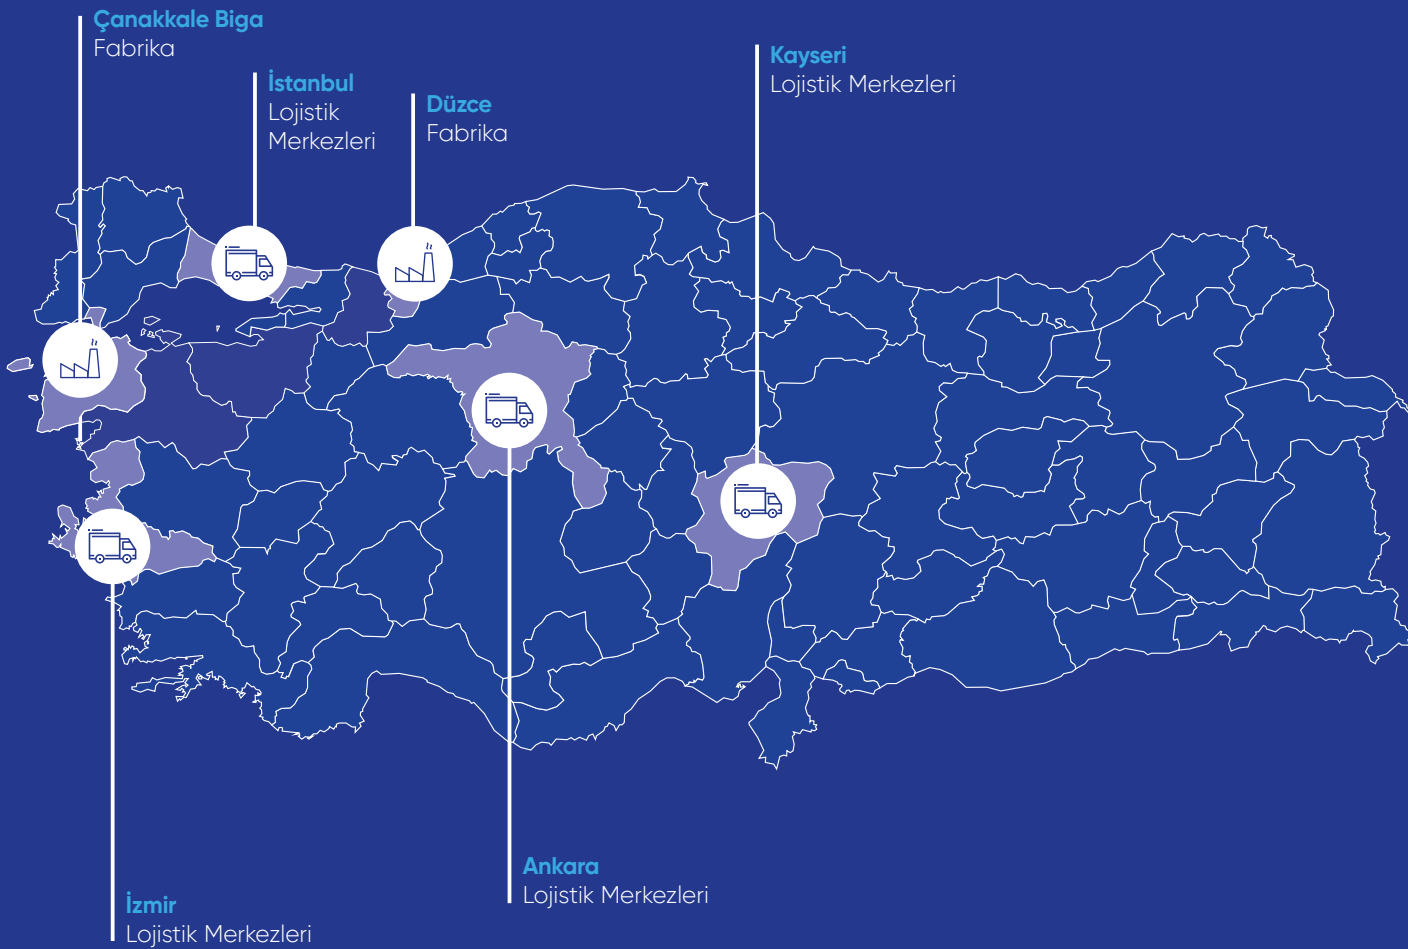 Çanakkale Biga
Fabrika
İstanbul
Lojistik
Merkezleri
Düzce
Fabrika
Kayseri
Lojistik Merkezleri
Ankara
Lojistik Merkezleri
İzmir
Lojistik Merkezleri